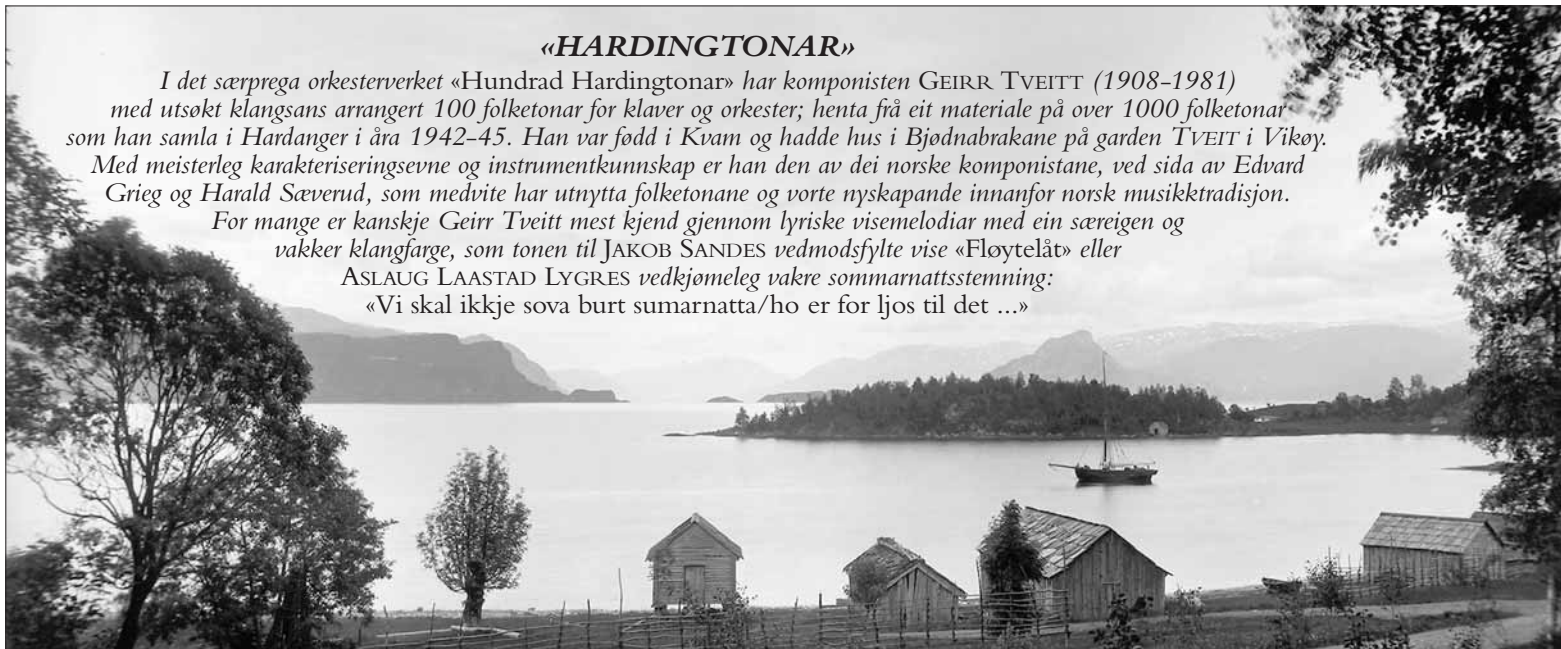 «HARDINGTONAR»
I det særprega orkesterverket «Hundrad Hardingtonar» har komponisten GEIRR TVEITT (1908-1981)
med utsøkt klangsans arrangert 100 folketonar for klaver og orkester; henta frå eit materiale på over 1000 folketonar
som han samla i Hardanger i åra 1942-45. Han var fødd i Kvam og hadde hus i Bjødnabrakane på garden TVEIT i Vikøy.
Med meisterleg karakteriseringsevne og instrumentkunnskap er han den av dei norske komponistane, ved sida av Edvard
Grieg og Harald Sæverud, som medvite har utnytta folketonane og vorte nyskapande innanfor norsk musikktradisjon.
For mange er kanskje Geirr Tveitt mest kjend gjennom lyriske visemelodiar med ein særeigen og
vakker klangfarge, som tonen til JAKOB SANDES vedmodsfylte vise «Fløytelåt» eller
ASLAUG LAASTAD LYGRES vedkjømeleg vakre sommarnattsstemning:
«Vi skal ikkje sova burt sumarnatta/ho er for ljos til det ...»